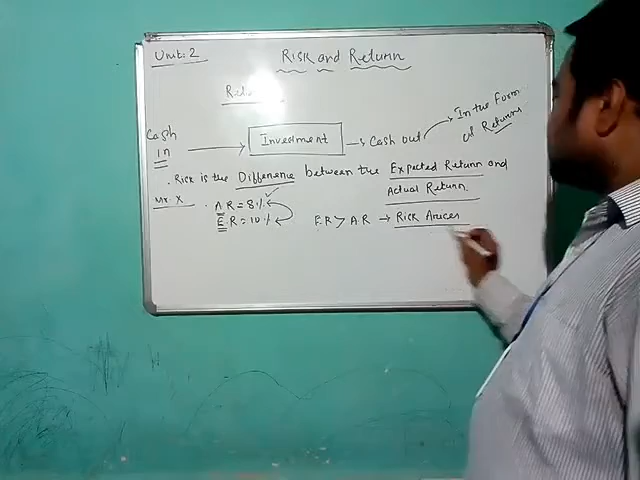 Unit: 2
Risk and Return
Cash in
Investment
Cash out
In the Form of Returns
. Risk is the Difference between the Expected Return and
Actual Return
Mr. X .
A R = 8 %
E R = 10 %
E R > A R → Risk Arices